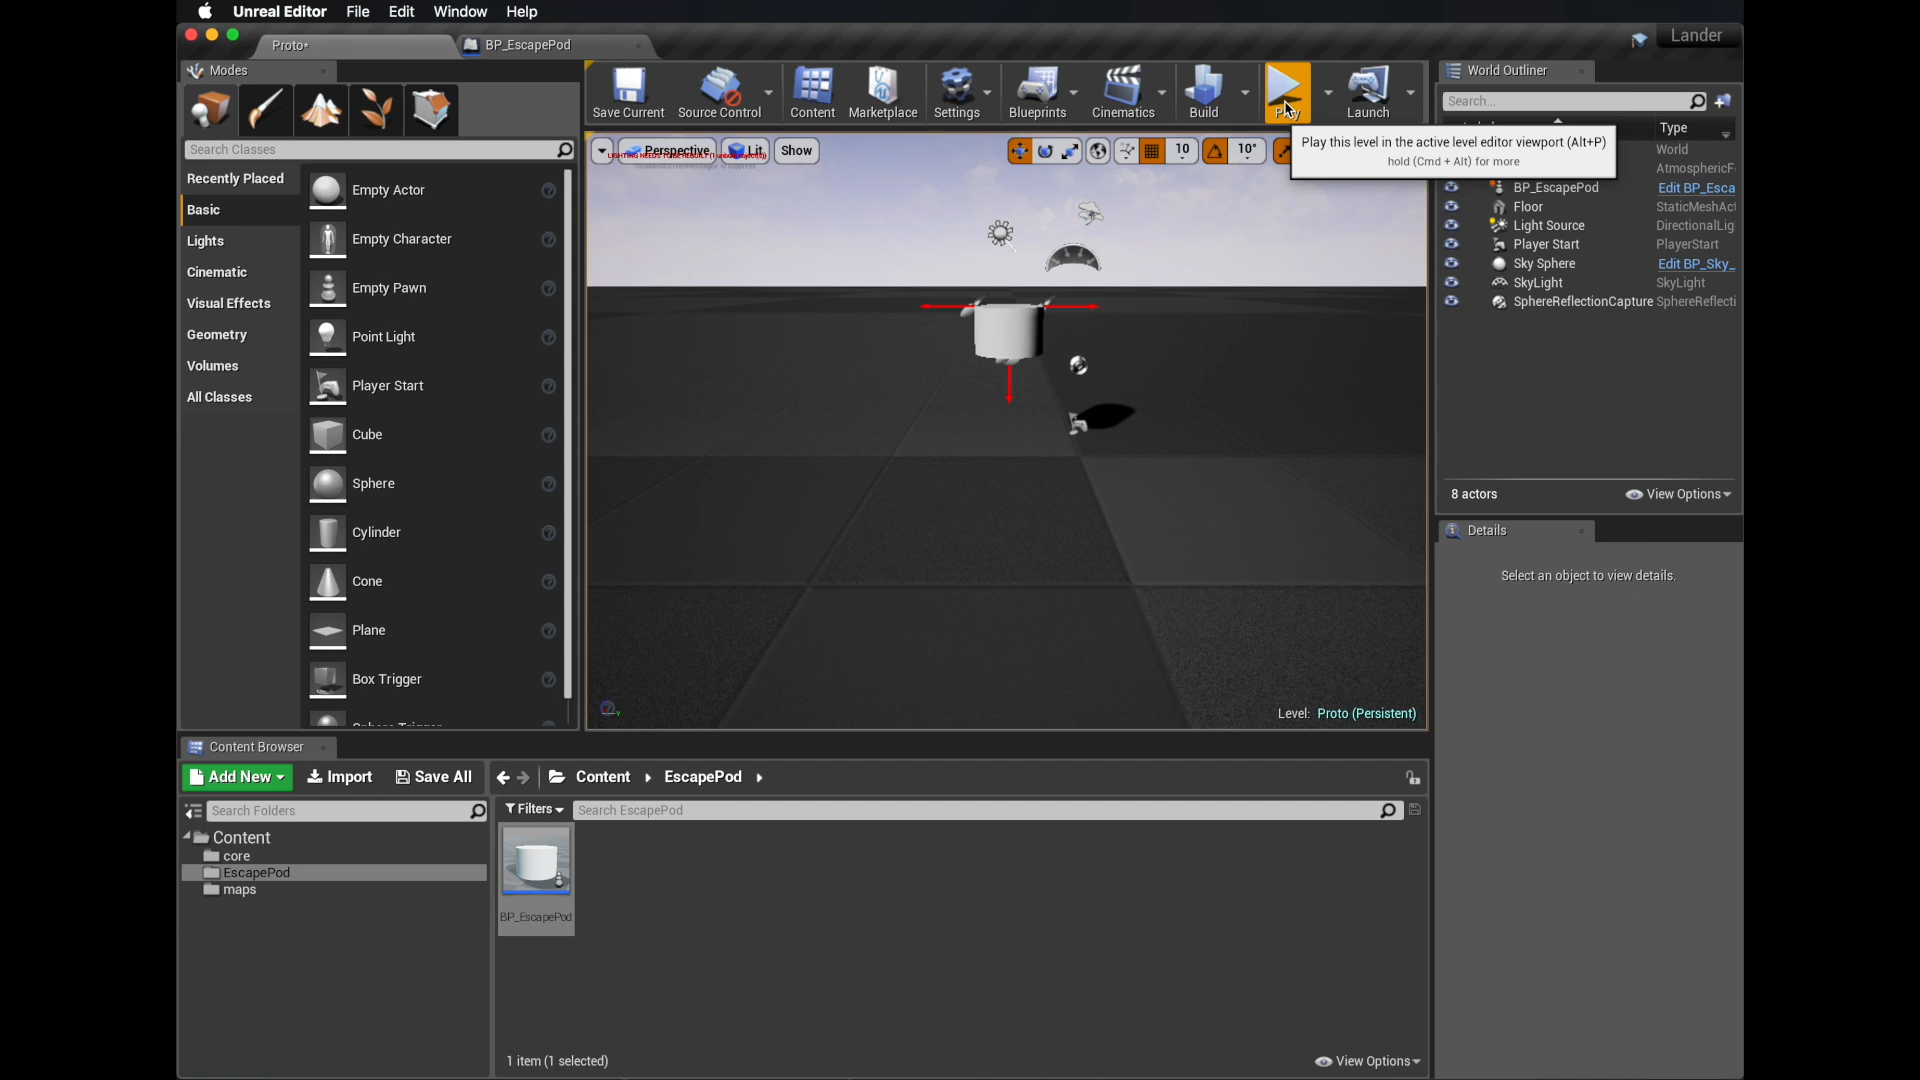 Unreal Editor File Edit Window Help
Proto*
BP_EscapePod
Lander
Modes
Search Classes
Recently Placed
Basic
Lights
Cinematic
Visual Effects
Geometry
Volumes
All Classes
Empty Actor
Empty Character
Empty Pawn
Point Light
Player Start
Cube
Sphere
Cylinder
Cone
Plane
Box Trigger
Sphere Trigger
Save Current
Source Control
Content
Marketplace
Settings
Blueprints
Cinematics
Build
Play
Launch
Play this level in the active level editor viewport (Alt+P)
hold (Cmd + Alt) for more
Perspective
Lit
Show
10
10°
Level: Proto (Persistent)
World Outliner
Search...
Type
World
AtmosphericF
BP_EscapePod Edit BP_Esca
Floor StaticMeshAct
Light Source DirectionalLig
Player Start PlayerStart
Sky Sphere Edit BP_Sky_
SkyLight SkyLight
SphereReflectionCapture SphereReflecti
8 actors
View Options
Details
Select an object to view details.
Content Browser
Add New
Import
Save All
Content
EscapePod
Search Folders
Content
core
EscapePod
maps
Filters
Search EscapePod
BP_EscapePod
1 item (1 selected)
View Options